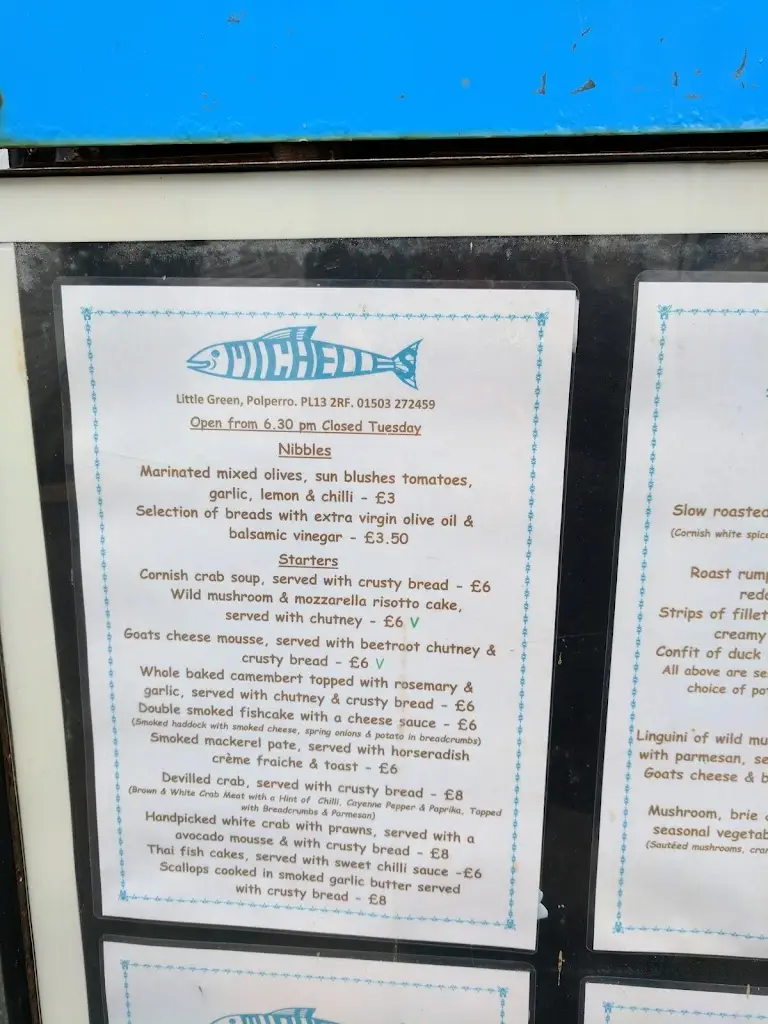 MICHELLES
Little Green, Polperro. PL13 2RF. 01503 272459
Open from 6.30 pm Closed Tuesday
Nibbles
Marinated mixed olives, sun blushes tomatoes,
garlic, lemon & chilli - £3
Selection of breads with extra virgin olive oil &
balsamic vinegar - £3.50
Starters
Cornish crab soup, served with crusty bread - £6
Wild mushroom & mozzarella risotto cake,
served with chutney - £6 V
Goats cheese mousse, served with beetroot chutney &
crusty bread - £6 V
Whole baked camembert topped with rosemary &
garlic, served with chutney & crusty bread - £6
Double smoked fishcake with a cheese sauce - £6
(Smoked haddock with smoked cheese, spring onions & potato in breadcrumbs)
Smoked mackerel pate, served with horseradish
crème fraiche & toast - £6
Devilled crab, served with crusty bread - £8
(Brown & White Crab Meat with a Hint of Chilli, Cayenne Pepper & Paprika, Topped
with Breadcrumbs & Parmesan)
Handpicked white crab with prawns, served with a
avocado mousse & with crusty bread - £8
Thai fish cakes, served with sweet chilli sauce -£6
Scallops cooked in smoked garlic butter served
with crusty bread - £8
Slow roasted
(Cornish white spice
Roast rump
Strips of fillet
creamy
Confit of duck
All above are se
choice of po
Linguini of wild mu
with parmesan, se
Goats cheese & b
Mushroom, brie
seasonal vegetab
(Sautéed mushrooms, cran